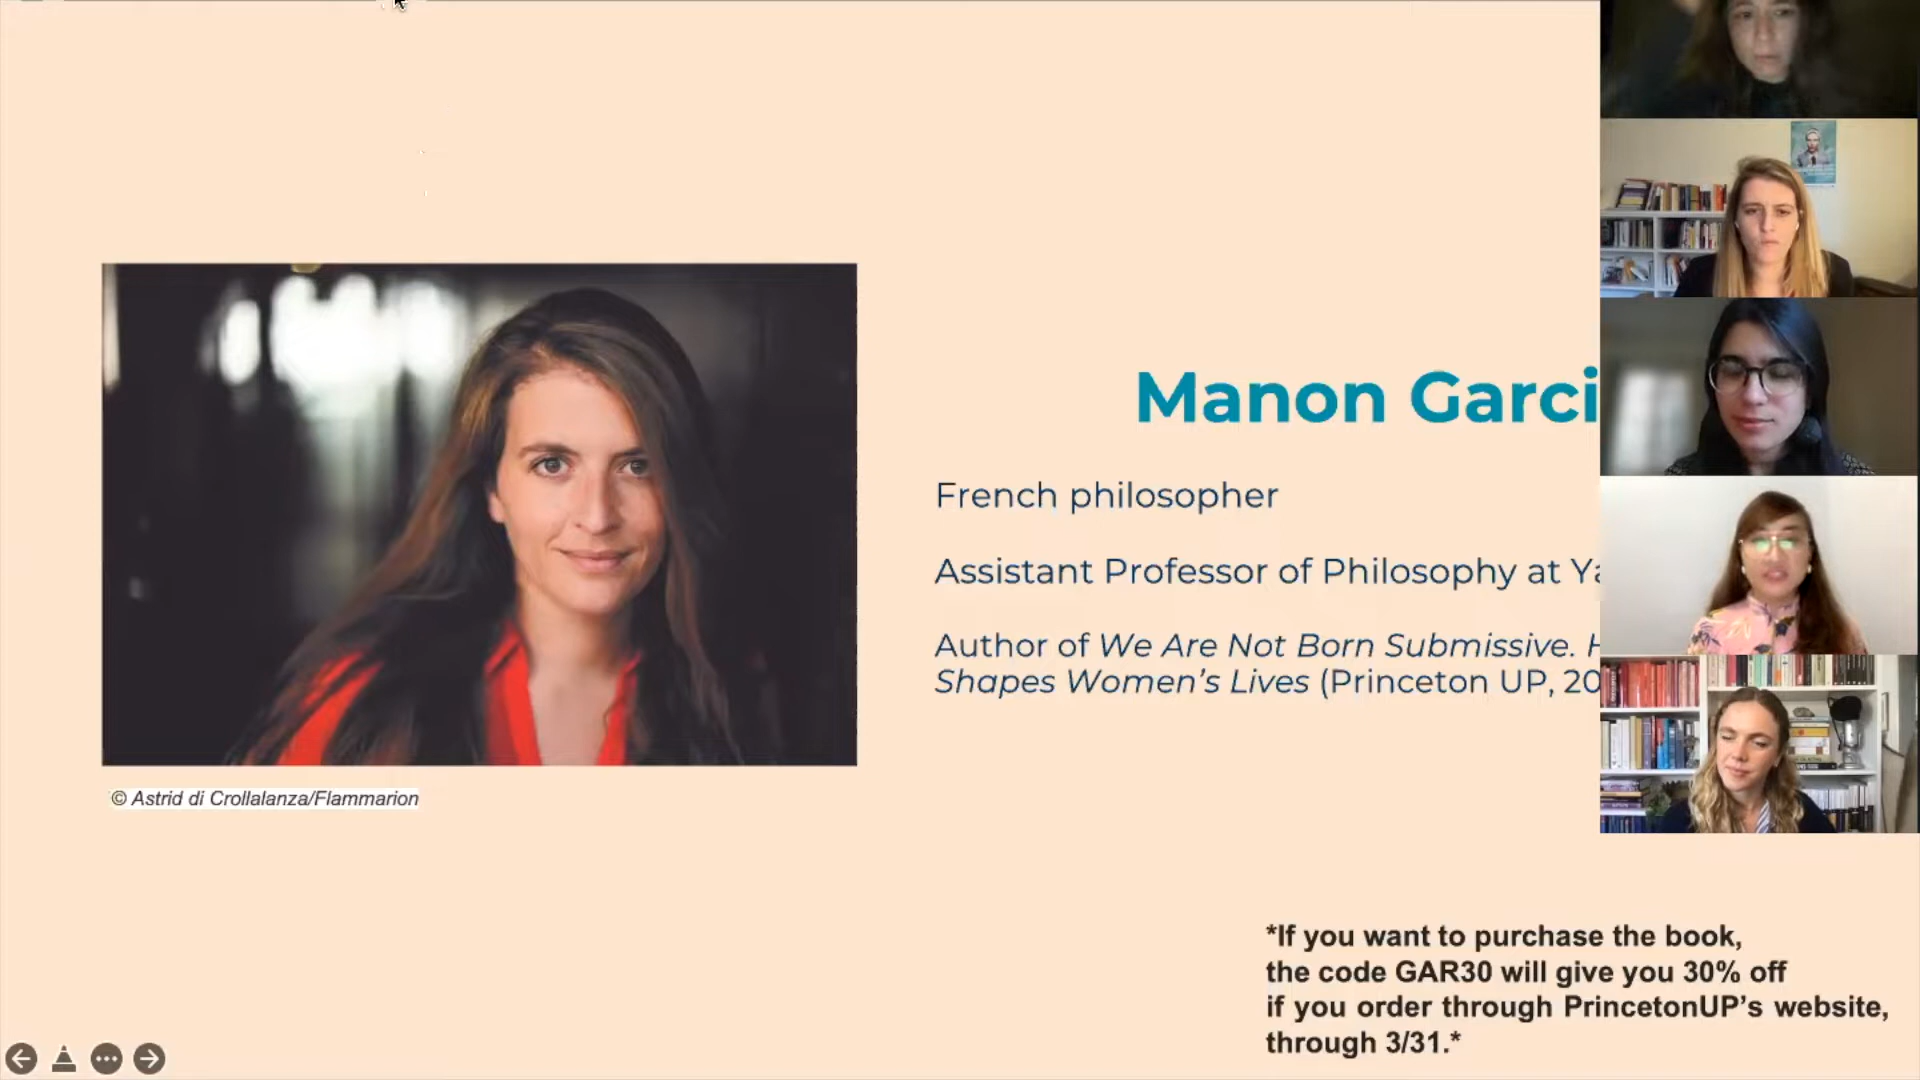 Manon Garci
French philosopher
Assistant Professor of Philosophy at Ya
Author of We Are Not Born Submissive. H
Shapes Women's Lives (Princeton UP, 20
© Astrid di Crollalanza/Flammarion
*If you want to purchase the book,
the code GAR30 will give you 30% off
if you order through PrincetonUP's website,
through 3/31.*